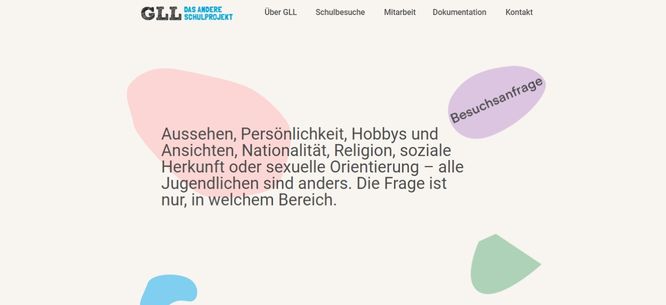 GLL DAS ANDERE
SCHULPROJEKT
Über GLL Schulbesuche Mitarbeit Dokumentation Kontakt
Besuchsanfrage
Aussehen, Persönlichkeit, Hobbys und
Ansichten, Nationalität, Religion, soziale
Herkunft oder sexuelle Orientierung – alle
Jugendlichen sind anders. Die Frage ist
nur, in welchem Bereich.